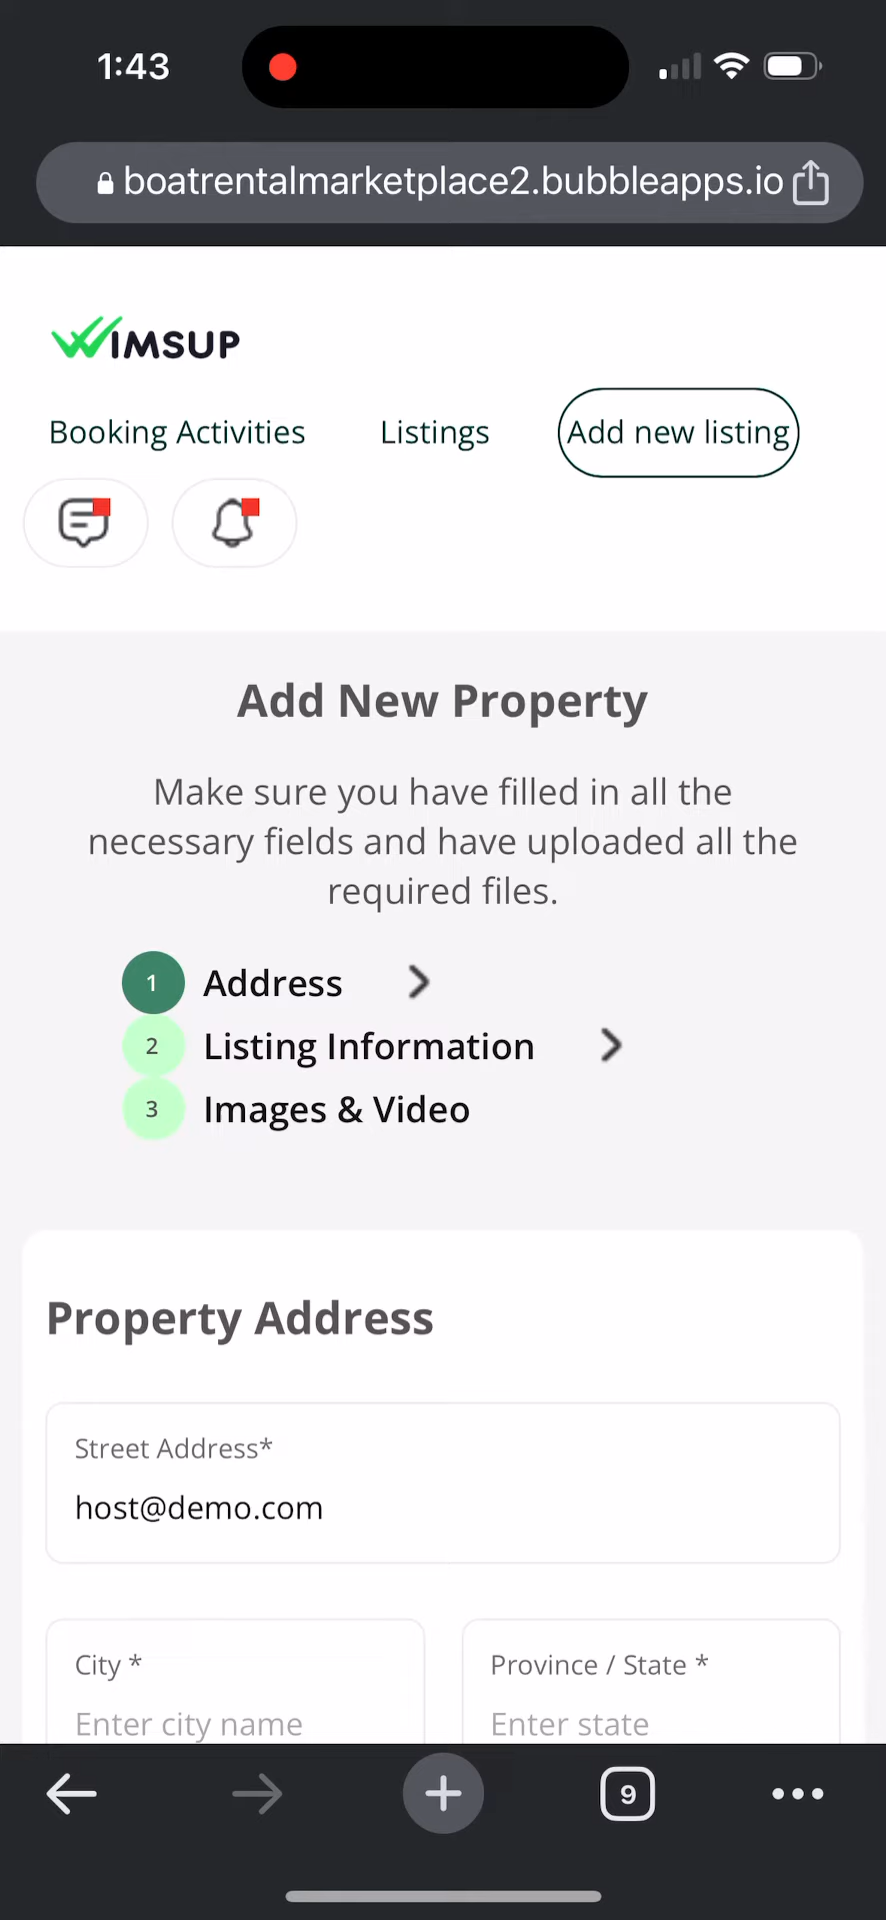 1:43
boatrentalmarketplace2.bubbleapps.io
WIMSUP
Booking Activities Listings Add new listing
Add New Property
Make sure you have filled in all the
necessary fields and have uploaded all the
required files.
1 Address
2 Listing Information
3 Images & Video
Property Address
Street Address*
host@demo.com
City * Province / State *
Enter city name Enter state
9